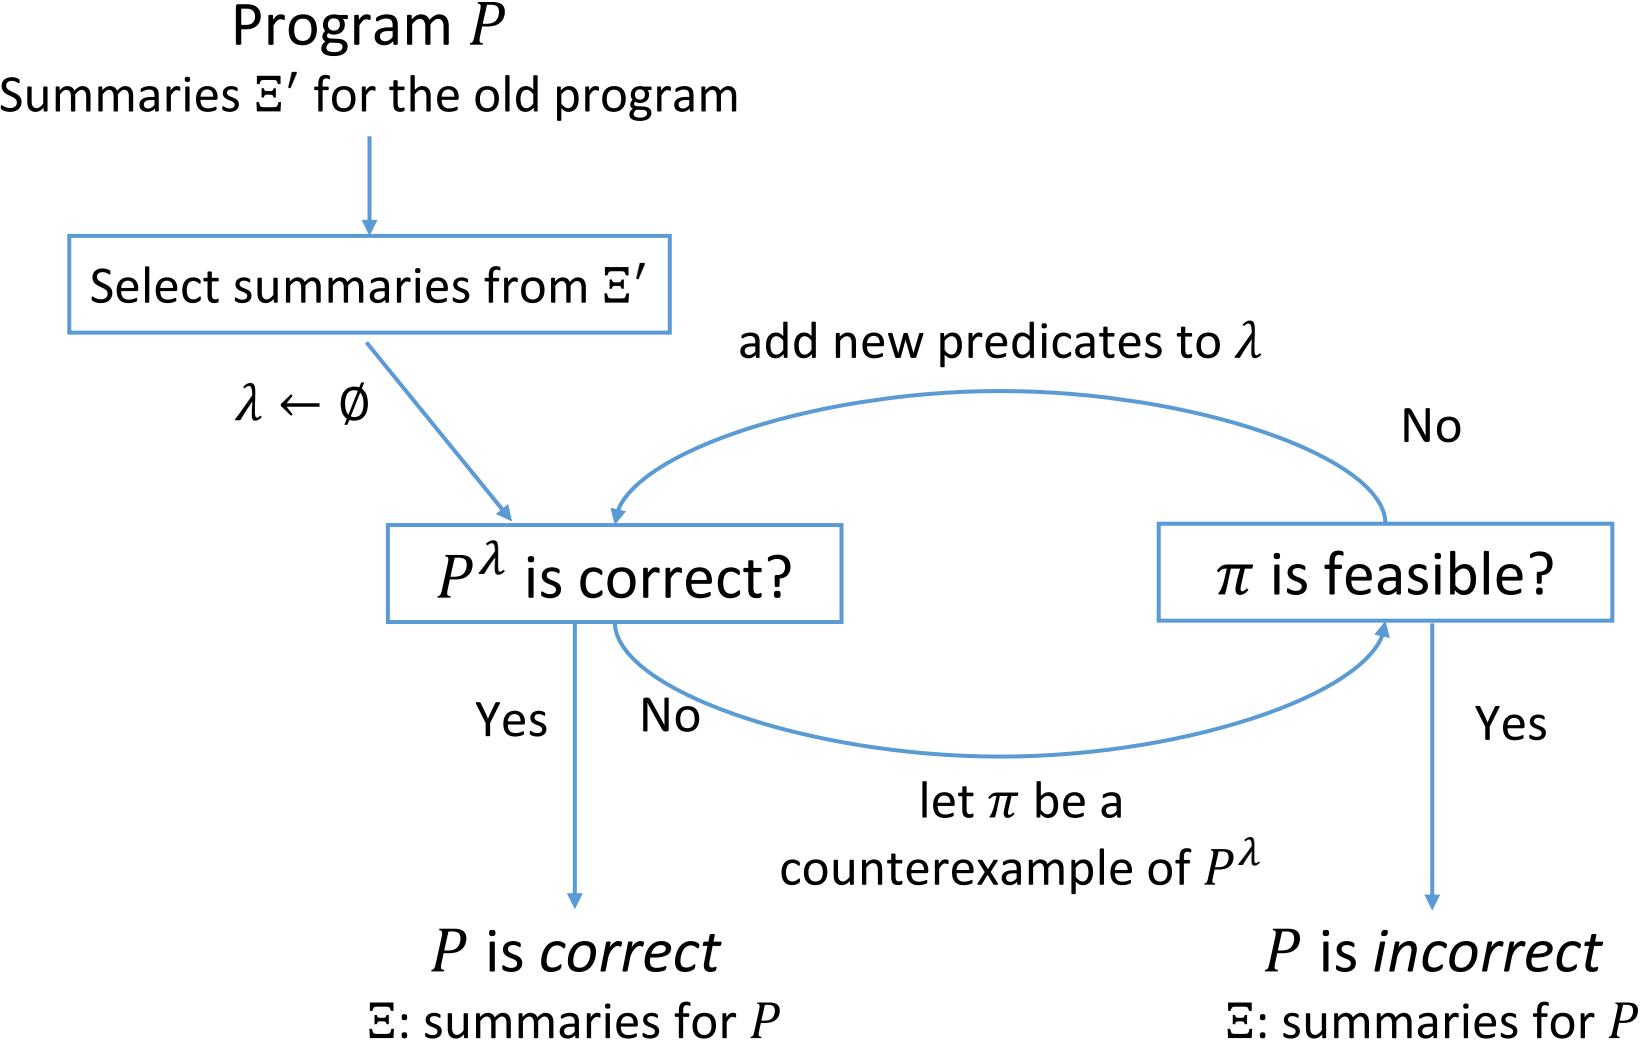 Program 𝑃
Summaries Ξ′ for the old program
Select summaries from Ξ′
add new predicates to 𝜆
𝜆 ← ∅
No
𝑃^𝜆 is correct?
𝜋 is feasible?
Yes
No
Yes
let 𝜋 be a
counterexample of 𝑃^𝜆
𝑃 is correct
Ξ: summaries for 𝑃
𝑃 is incorrect
Ξ: summaries for 𝑃